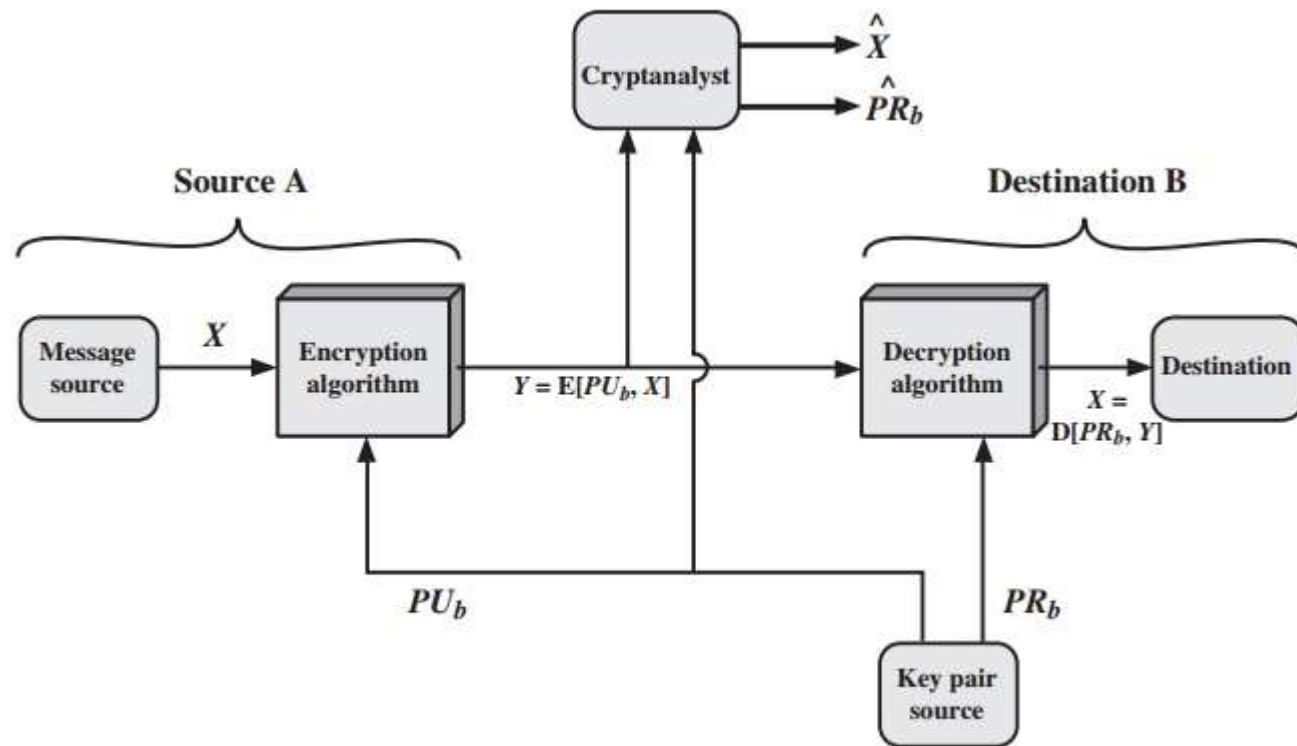 Cryptanalyst
X̂
P̂R_b
Source A
Destination B
Message
source
X
Encryption
algorithm
Y = E[PU_b, X]
Decryption
algorithm
X =
D[PR_b, Y]
Destination
PU_b
PR_b
Key pair
source